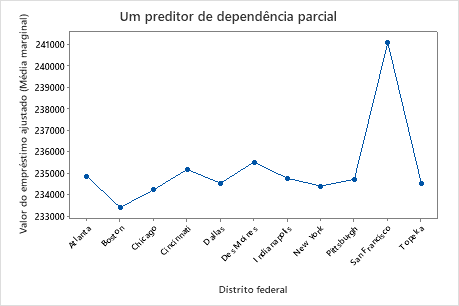 Um preditor de dependência parcial
Valor do empréstimo ajustado (Média marginal)
241000
240000
239000
238000
237000
236000
235000
234000
233000
Atlanta
Boston
Chicago
Cincinnati
Dallas
Des Moines
Indianapolis
New York
Pittsburgh
San Francisco
Topeka
Distrito federal